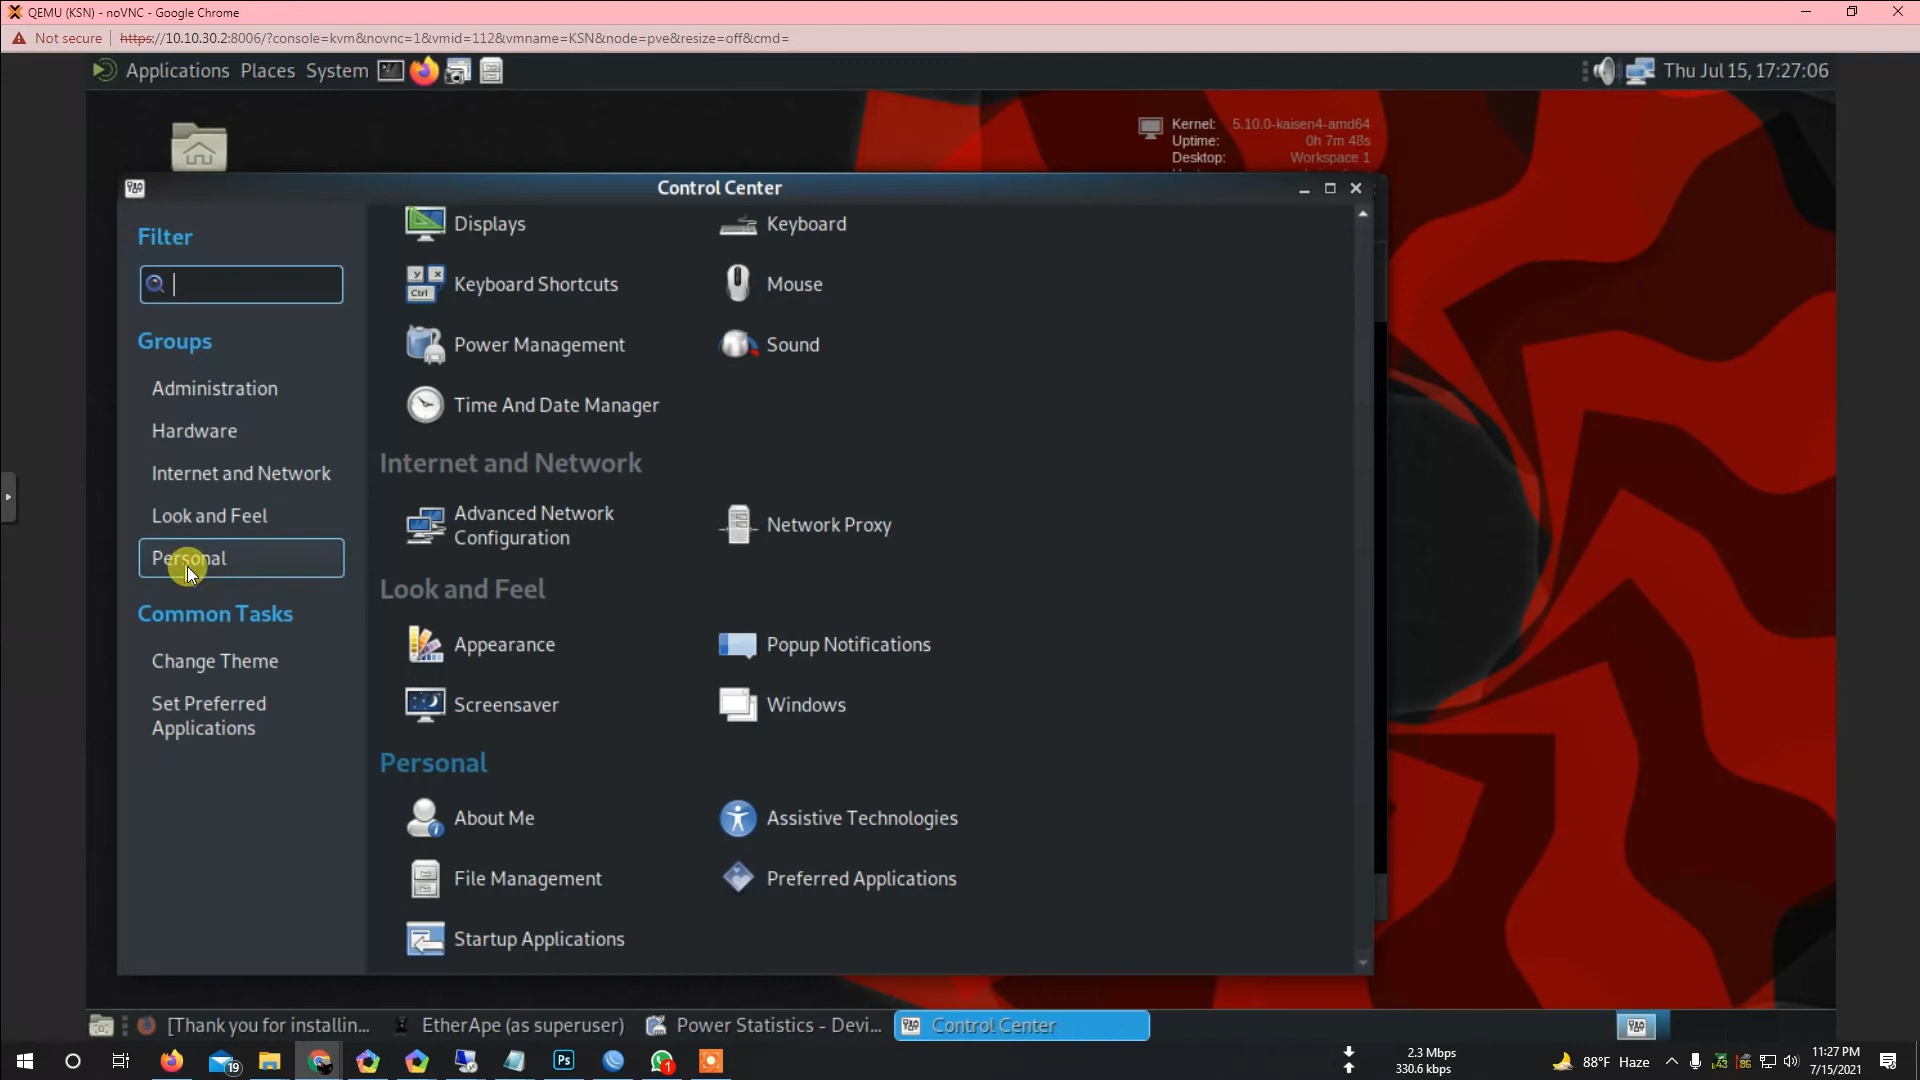 QEMU (KSN) - noVNC - Google Chrome
Not secure https://10.10.30.2:8006/?console=kvm&novnc=1&vmid=112&vmname=KSN&node=pve&resize=off&cmd=
Applications Places System Thu Jul 15, 17:27:06
Kernel: 5.10.0-kaisen4-amd64
Uptime: 0h 7m 48s
Desktop: Workspace 1
Control Center
Filter
Groups
Administration
Hardware
Internet and Network
Look and Feel
Personal
Common Tasks
Change Theme
Set Preferred
Applications
Displays
Keyboard
Keyboard Shortcuts
Mouse
Power Management
Sound
Time And Date Manager
Internet and Network
Advanced Network
Configuration
Network Proxy
Look and Feel
Appearance
Popup Notifications
Screensaver
Windows
Personal
About Me
Assistive Technologies
File Management
Preferred Applications
Startup Applications
[Thank you for installin... EtherApe (as superuser) Power Statistics - Devi... Control Center
19
Ps
1
2.3 Mbps
330.6 kbps
88°F Haze
43
86
11:27 PM
7/15/2021